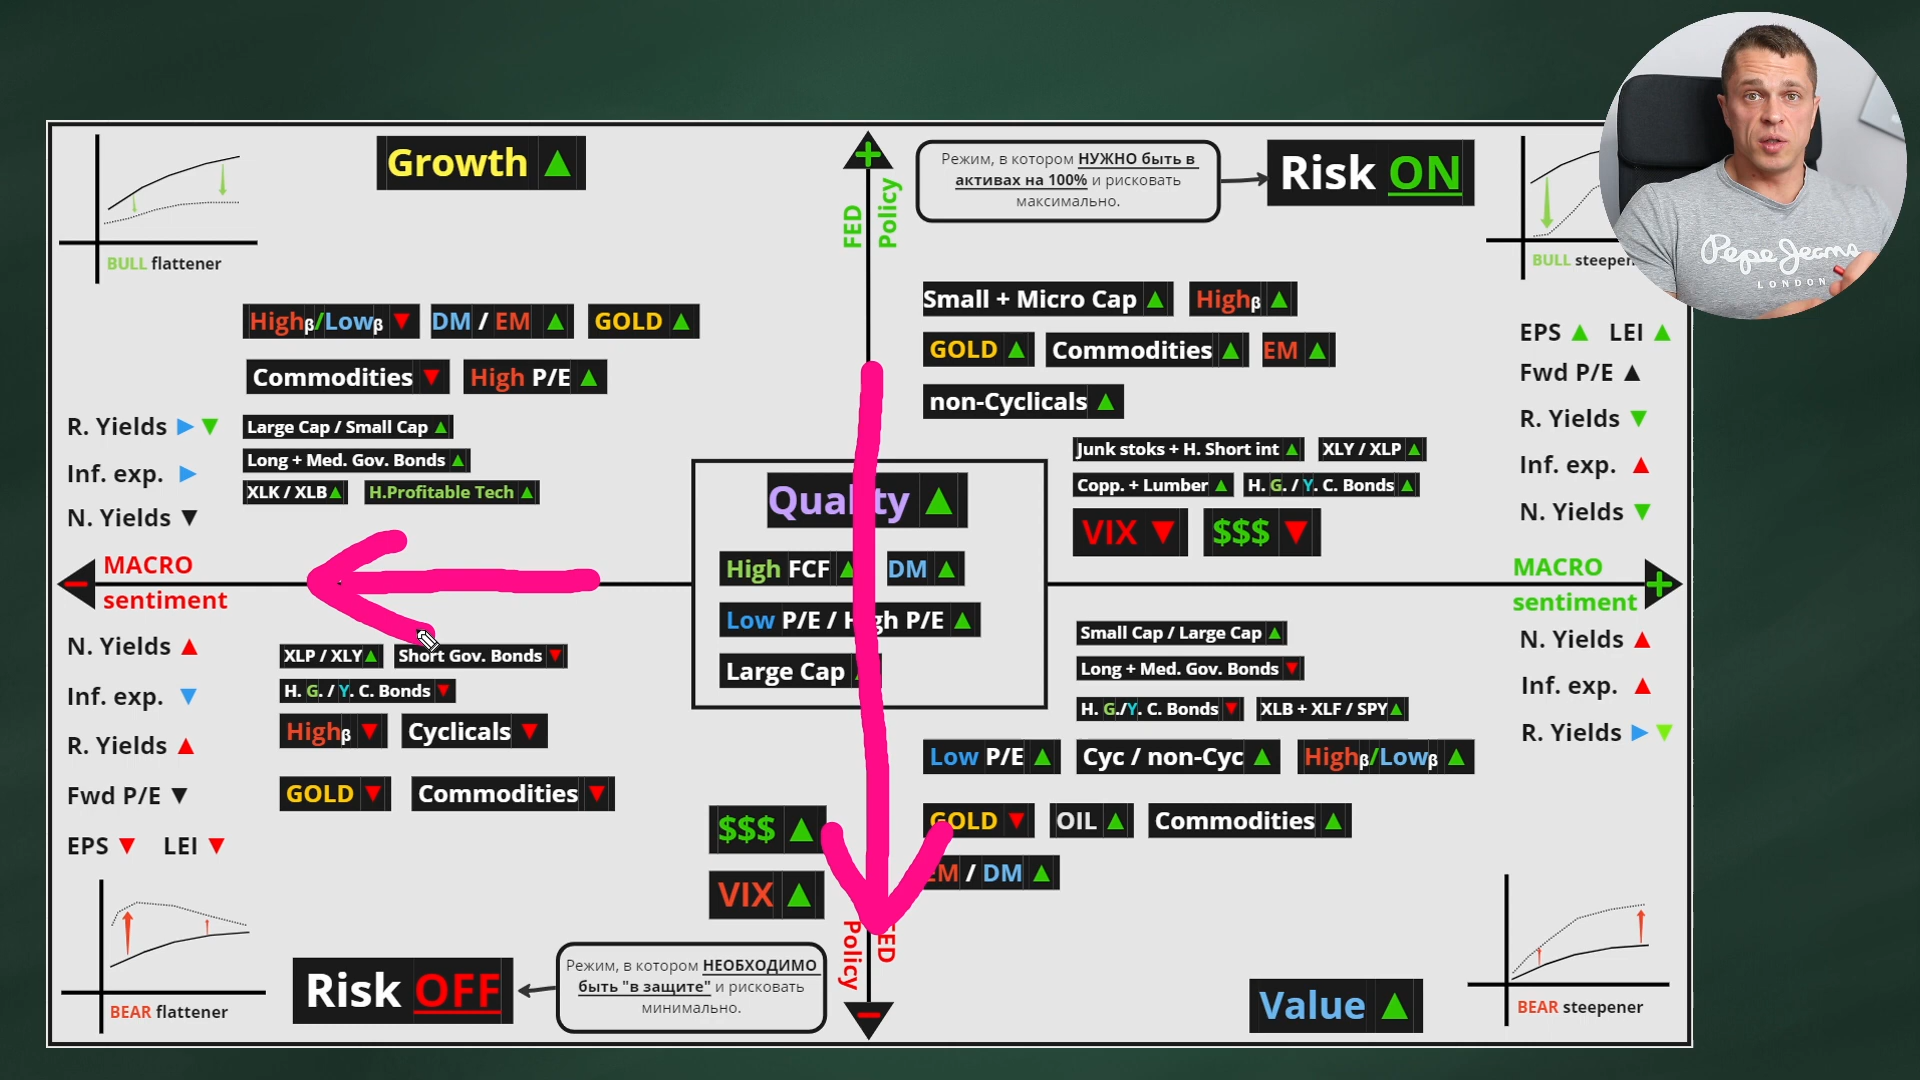 Growth ▲
BULL flattener
Highβ/Lowβ ▼
DM / EM ▲
GOLD ▲
Commodities ▼
High P/E ▲
R. Yields ► ▼
Inf. exp. ►
N. Yields ▼
Large Cap / Small Cap ▲
Long + Med. Gov. Bonds ▲
XLK / XLB ▲
H.Profitable Tech ▲
FED Policy
Режим, в котором НУЖНО быть в
активах на 100% и рисковать
максимально.
Risk ON
Small + Micro Cap ▲
Highβ ▲
GOLD ▲
Commodities ▲
EM ▲
non-Cyclicals ▲
Junk stoks + H. Short int ▲
XLY / XLP ▲
Copp. + Lumber ▲
H. G. / Y. C. Bonds ▲
VIX ▼
$$$ ▼
BULL
EPS ▲ LEI ▲
Fwd P/E ▲
R. Yields ▼
Inf. exp. ▲
N. Yields ▼
Pepe Jeans
LONDON
Quality ▲
High FCF ▲
DM ▲
Low P/E / High P/E ▲
Large Cap
MACRO
sentiment
MACRO
sentiment
N. Yields ▲
Inf. exp. ▼
R. Yields ▲
Fwd P/E ▼
EPS ▼ LEI ▼
XLP / XLY ▲
Short Gov. Bonds ▼
H. G. / Y. C. Bonds ▼
Highβ ▼
Cyclicals ▼
GOLD ▼
Commodities ▼
$$$ ▲
VIX ▲
BEAR flattener
Risk OFF
Режим, в котором НЕОБХОДИМО
быть "в защите" и рисковать
минимально.
FED Policy
Small Cap / Large Cap ▲
Long + Med. Gov. Bonds ▼
H. G./Y. C. Bonds ▼
XLB + XLF / SPY ▲
Low P/E ▲
Cyc / non-Cyc ▲
Highβ/Lowβ ▲
GOLD ▼
OIL ▲
Commodities ▲
EM / DM ▲
N. Yields ▲
Inf. exp. ▲
R. Yields ► ▼
Value ▲
BEAR steepener